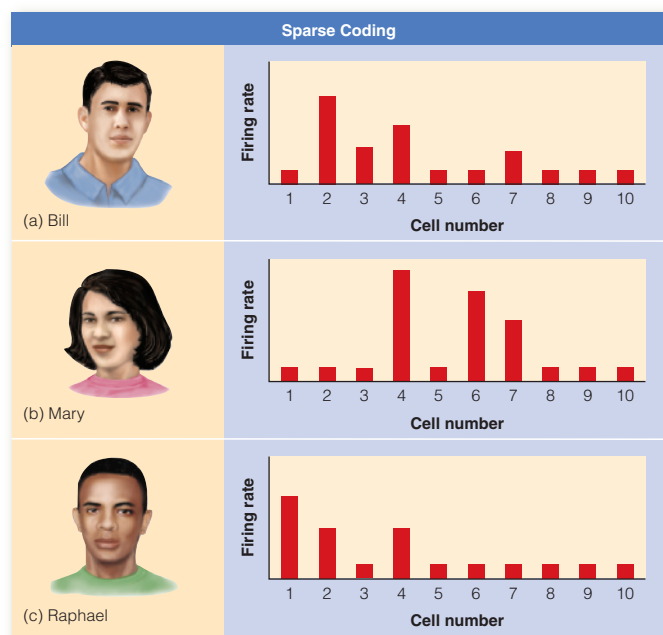 Sparse Coding
Firing rate
1 2 3 4 5 6 7 8 9 10
Cell number
(a) Bill
Firing rate
1 2 3 4 5 6 7 8 9 10
Cell number
(b) Mary
Firing rate
1 2 3 4 5 6 7 8 9 10
Cell number
(c) Raphael